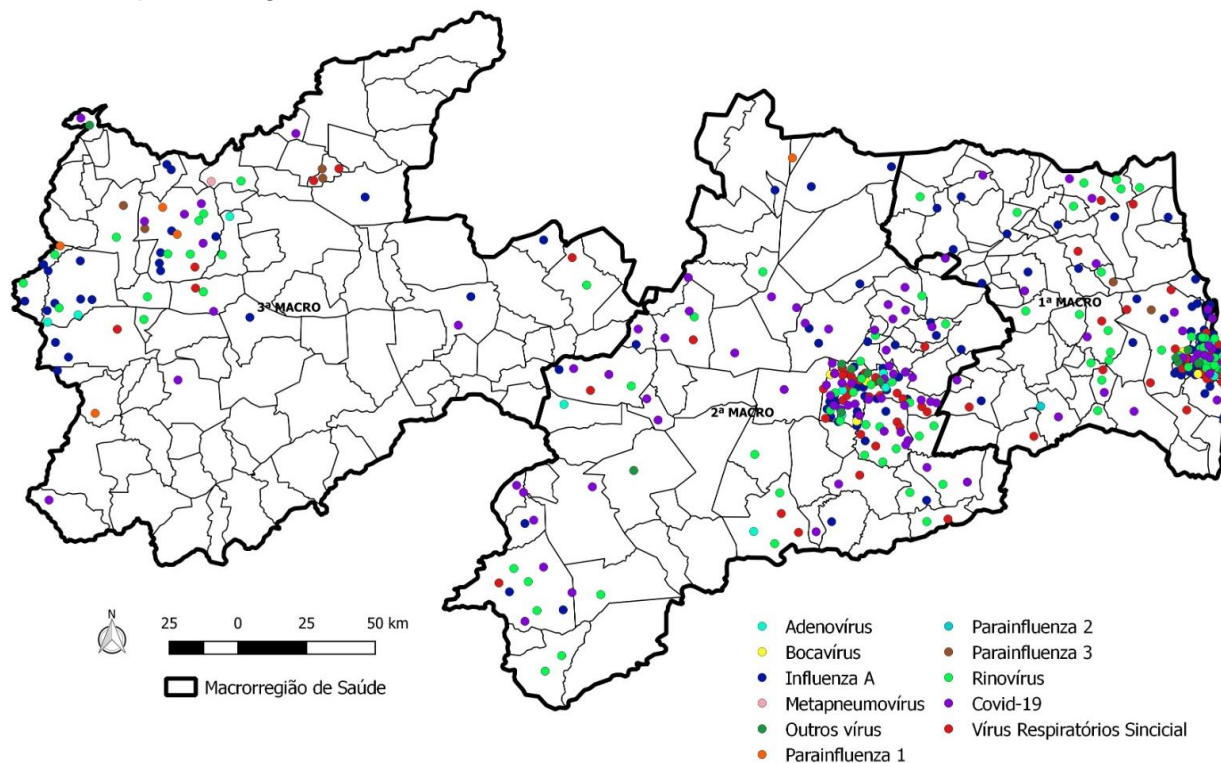 3ª MACRO
1ª MACRO
2ª MACRO
N
25 0 25 50 km
Macrorregião de Saúde
Adenovírus
Bocavírus
Influenza A
Metapneumovírus
Outros vírus
Parainfluenza 1
Parainfluenza 2
Parainfluenza 3
Rinovírus
Covid-19
Vírus Respiratórios Sincicial